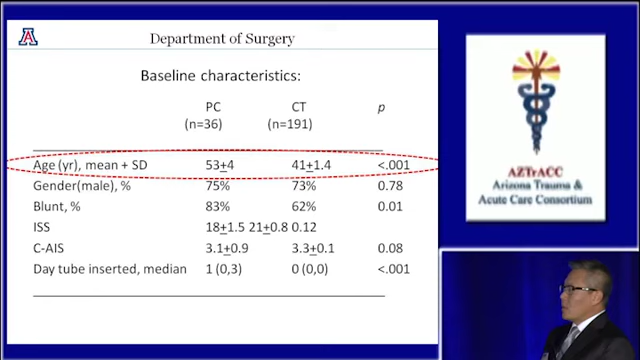 A
Department of Surgery
Baseline characteristics:
PC CT p
(n=36) (n=191)
Age (yr), mean + SD 53+4 41+1.4 <.001
Gender(male), % 75% 73% 0.78
Blunt, % 83% 62% 0.01
ISS 18+1.5 21+0.8 0.12
C-AIS 3.1+0.9 3.3+0.1 0.08
Day tube inserted, median 1 (0,3) 0 (0,0) <.001
AZTrACC
Arizona Trauma &
Acute Care Consortium